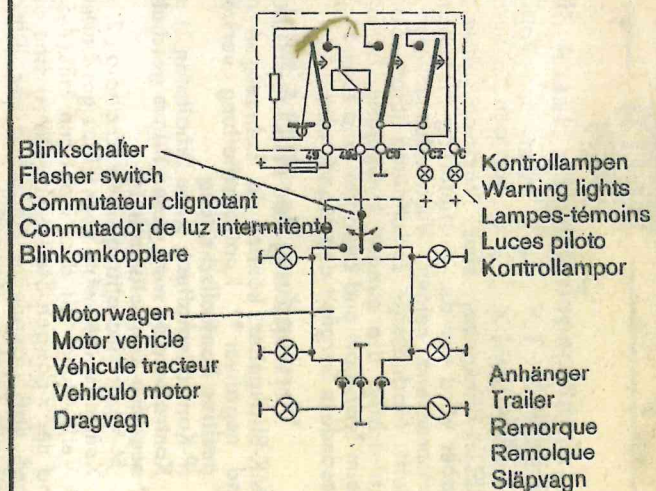 49 49a C0 C2 C
+ + +
Blinkschalter
Flasher switch
Commutateur clignotant
Conmutador de luz intermitente
Blinkomkopplare
Kontrollampen
Warning lights
Lampes-témoins
Luces piloto
Kontrollampor
Motorwagen
Motor vehicle
Véhicule tracteur
Vehículo motor
Dragvagn
Anhänger
Trailer
Remorque
Remolque
Släpvagn